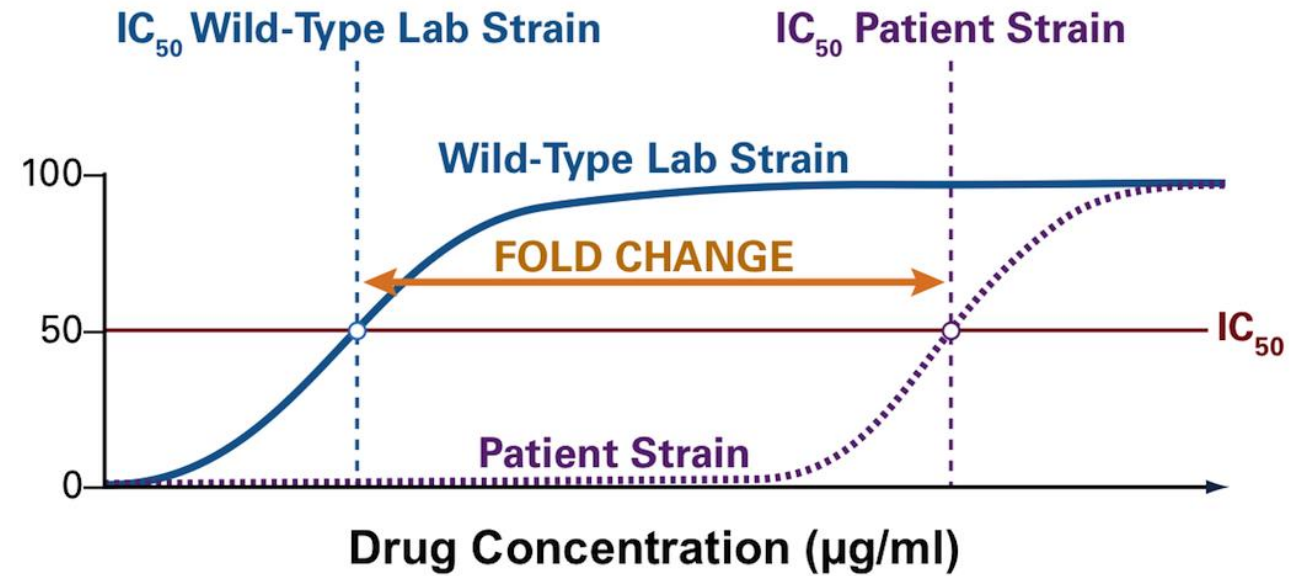 IC50 Wild-Type Lab Strain
IC50 Patient Strain
Wild-Type Lab Strain
100
FOLD CHANGE
50
IC50
Patient Strain
0
Drug Concentration (µg/ml)